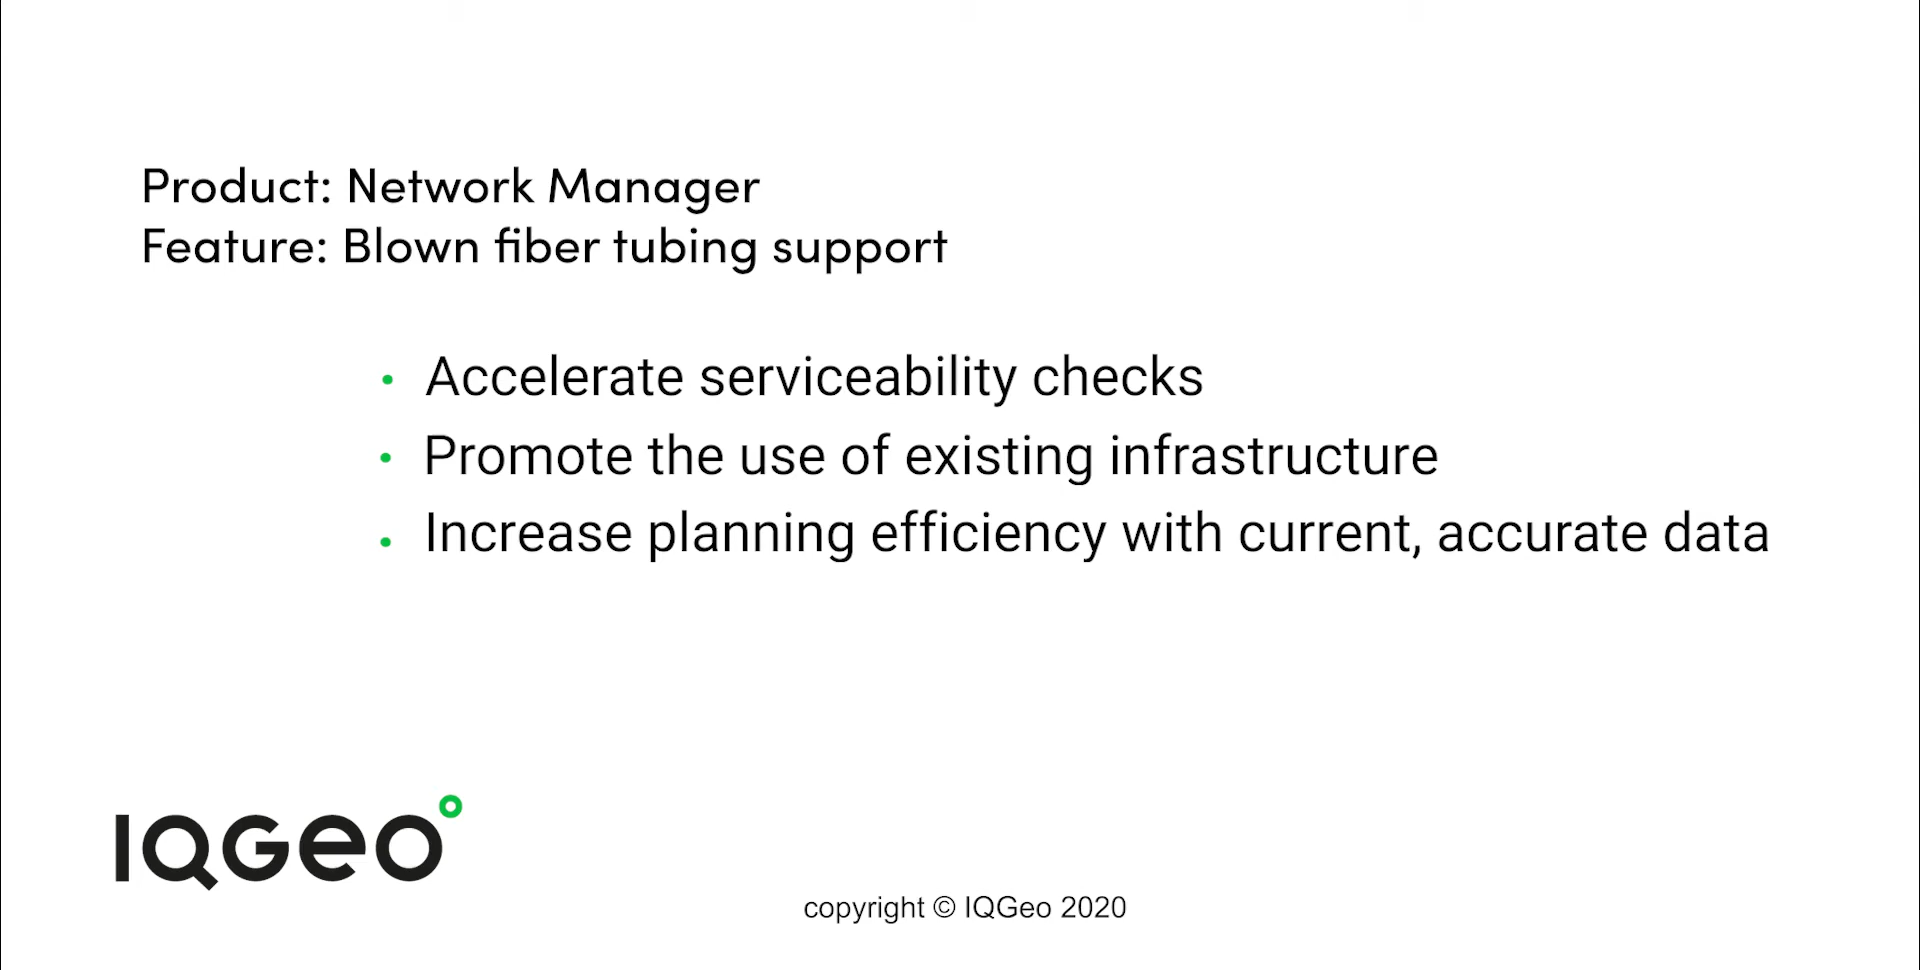 Product: Network Manager
Feature: Blown fiber tubing support
• Accelerate serviceability checks
• Promote the use of existing infrastructure
• Increase planning efficiency with current, accurate data
IQGeo
copyright © IQGeo 2020